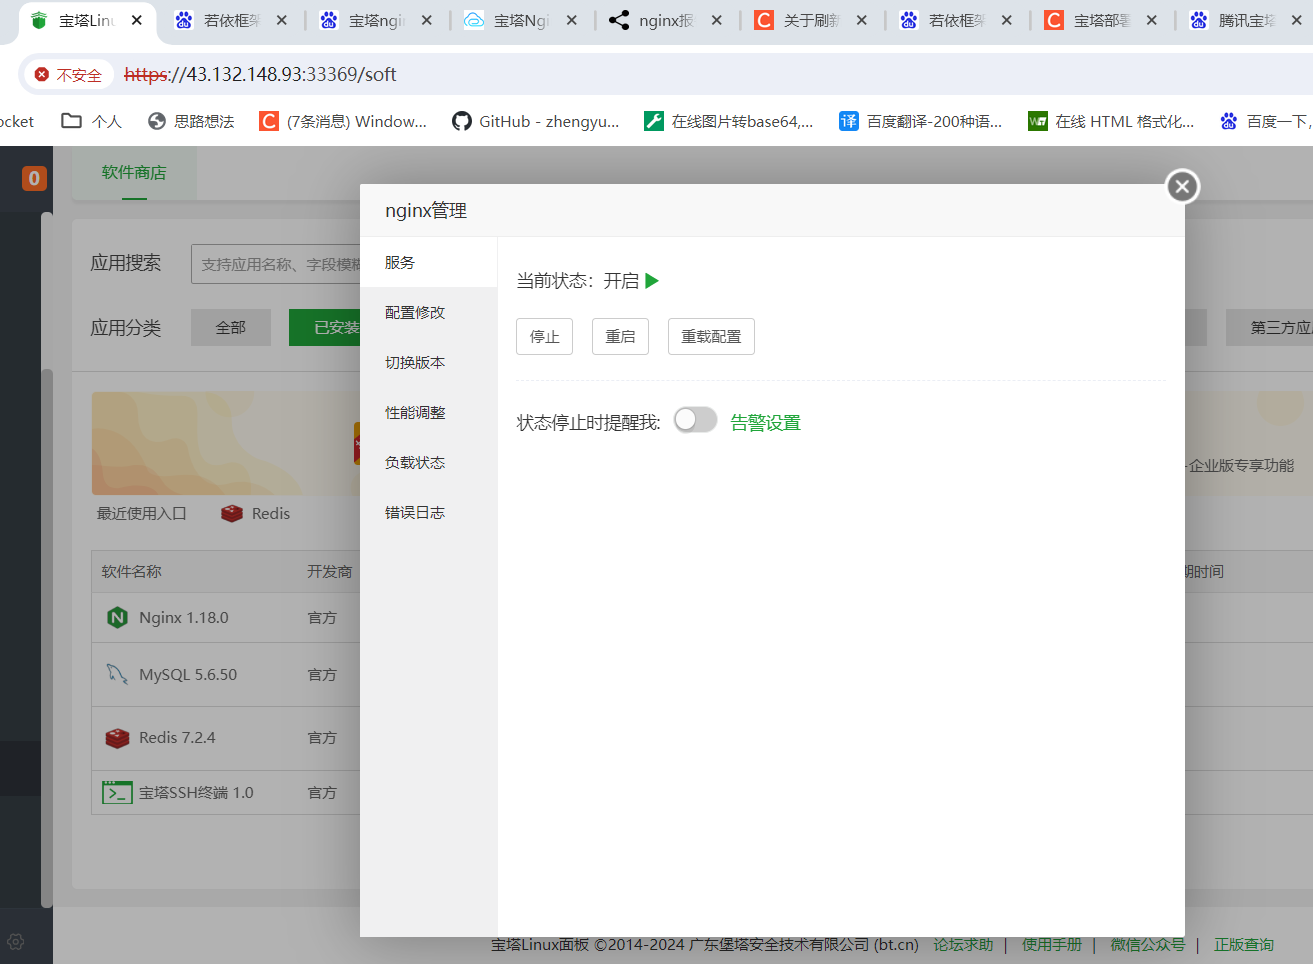 宝塔Linu
若依框架
宝塔ngin
宝塔Ngi
nginx报
关于刷新
若依框架
宝塔部署
腾讯宝塔
不安全
https://43.132.148.93:33369/soft
ocket
个人
思路想法
(7条消息) Window...
GitHub - zhengyu...
在线图片转base64,...
百度翻译-200种语...
在线 HTML 格式化...
百度一下,
0
软件商店
nginx管理
应用搜索
支持应用名称、字段模糊
应用分类
全部
已安装
第三方应
服务
配置修改
切换版本
性能调整
负载状态
错误日志
当前状态：开启
停止
重启
重载配置
状态停止时提醒我:
告警设置
-企业版专享功能
最近使用入口
Redis
软件名称
开发商
期时间
Nginx 1.18.0
官方
MySQL 5.6.50
官方
Redis 7.2.4
官方
宝塔SSH终端 1.0
官方
宝塔Linux面板 ©2014-2024 广东堡塔安全技术有限公司 (bt.cn)
论坛求助 | 使用手册 | 微信公众号 | 正版查询